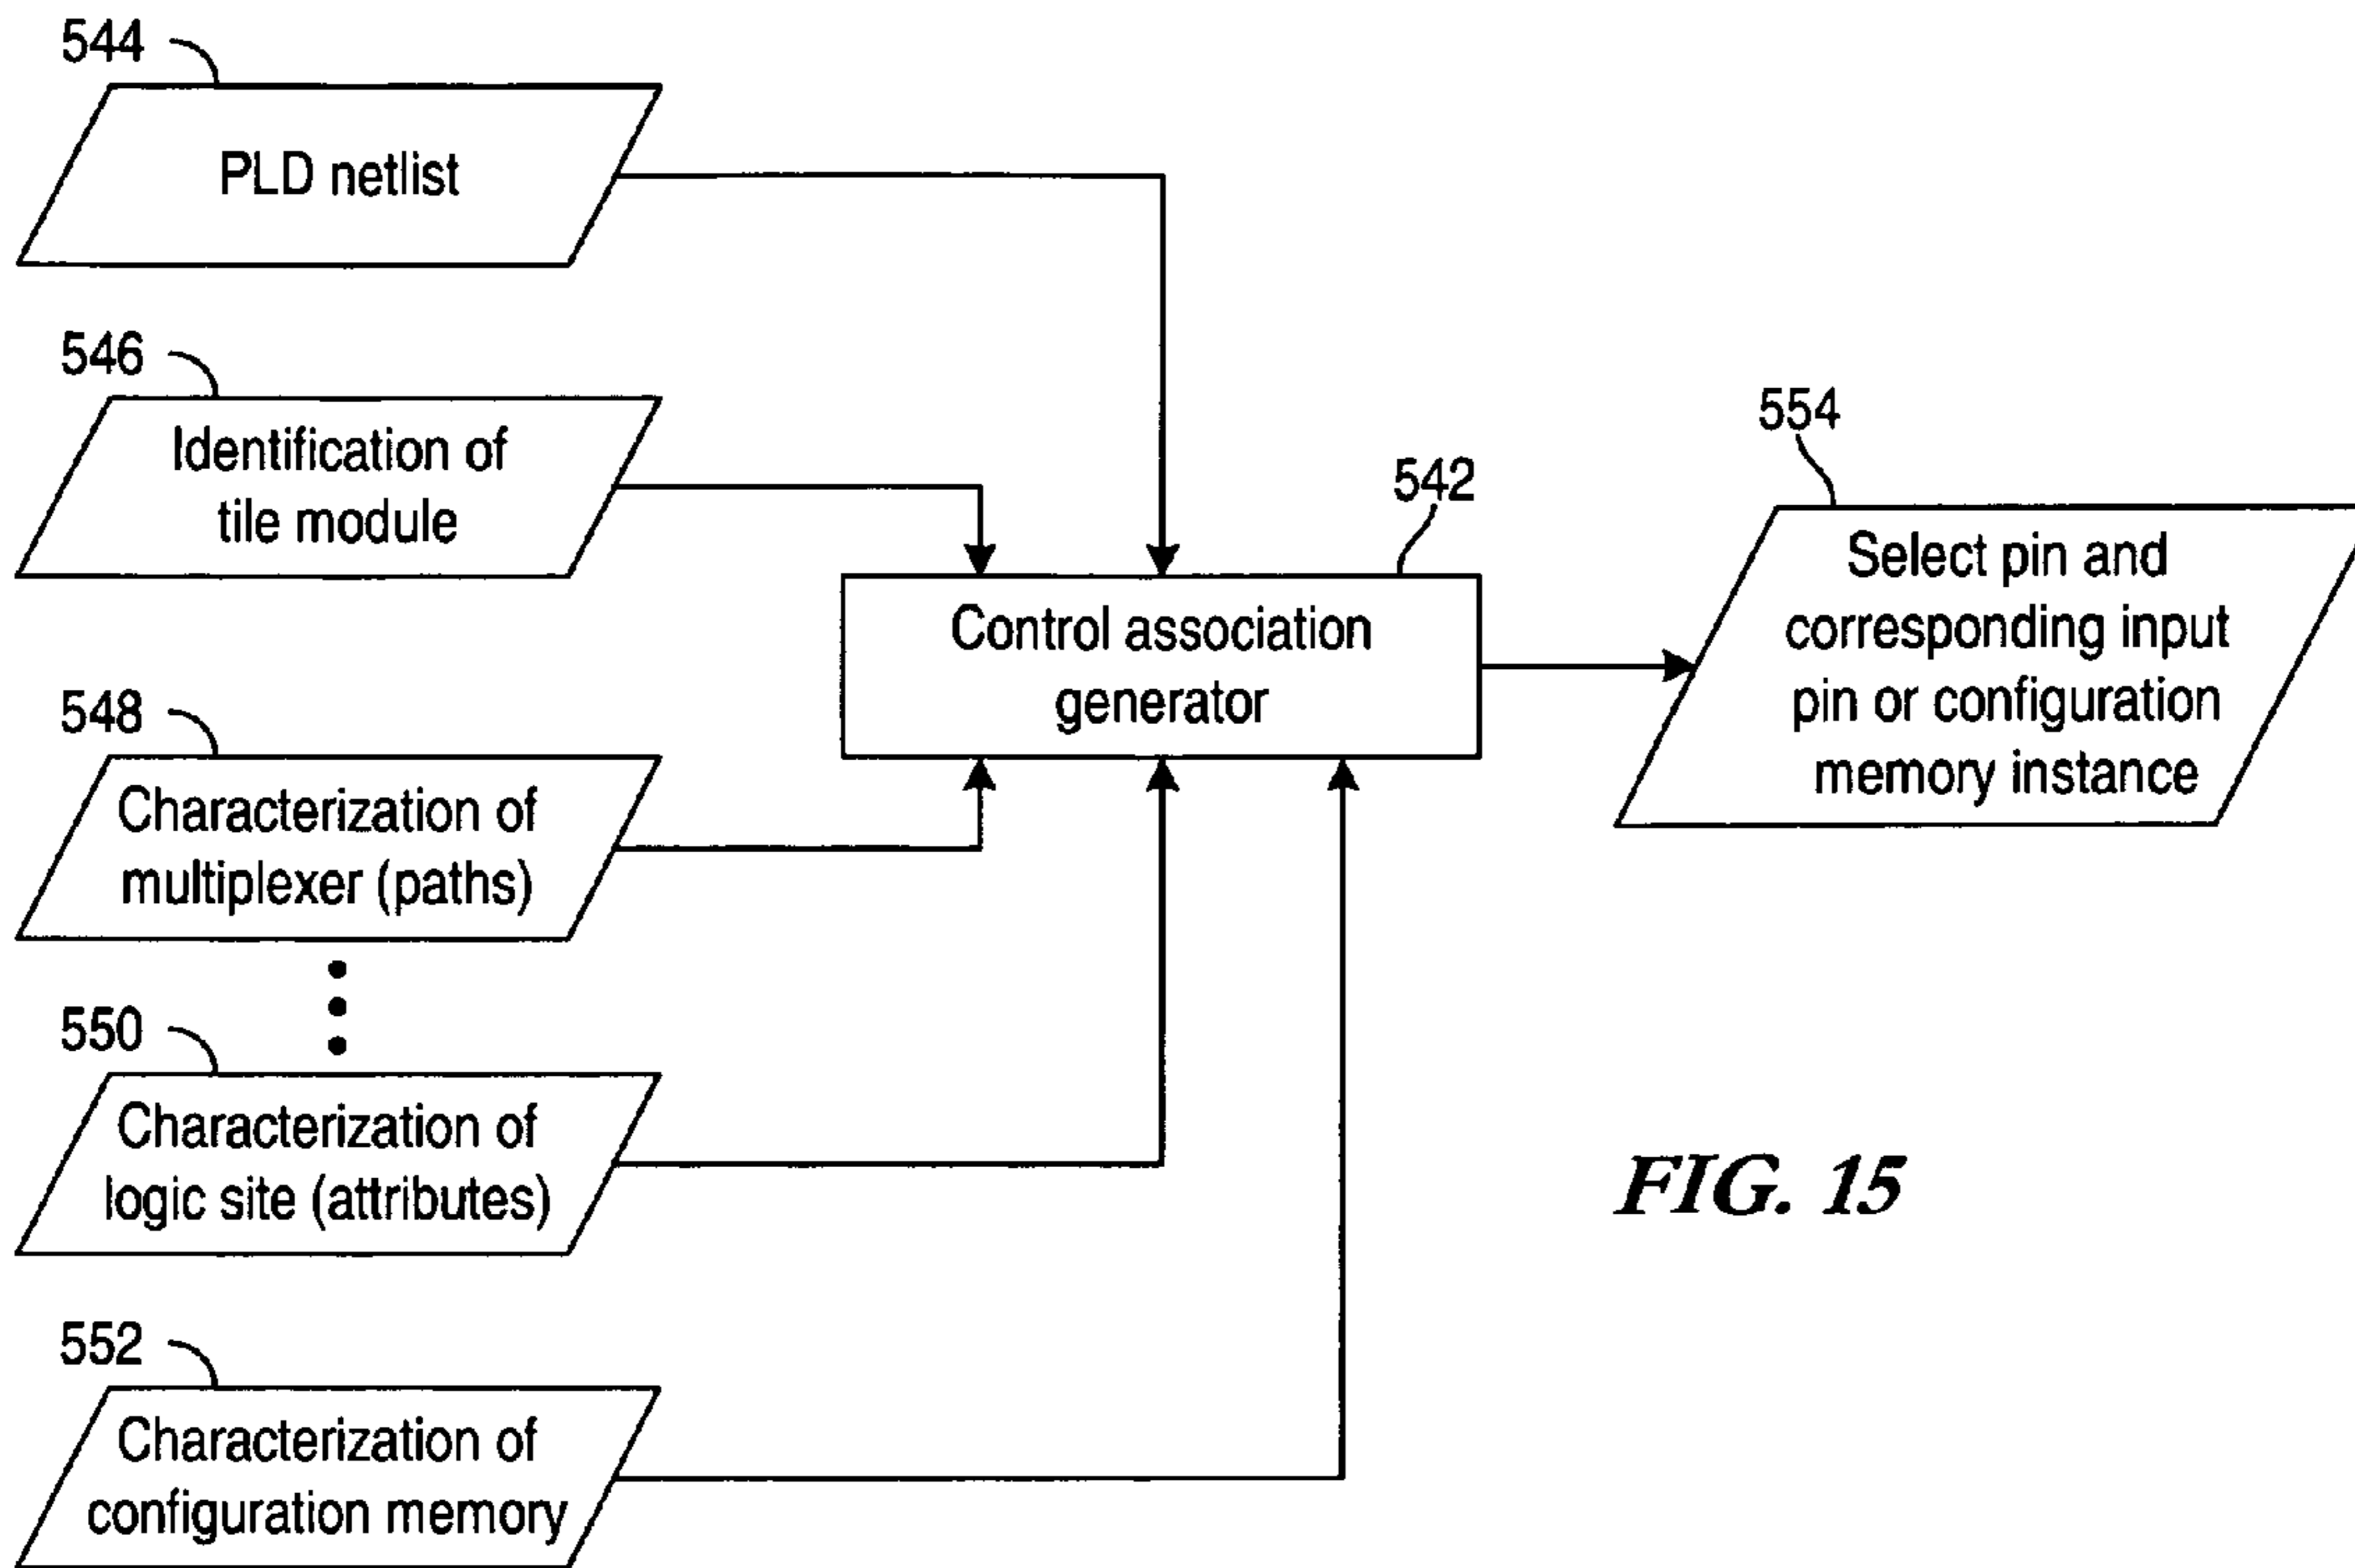 544
PLD netlist
546
Identification of
tile module
548
Characterization of
multiplexer (paths)
550
Characterization of
logic site (attributes)
552
Characterization of
configuration memory
542
Control association
generator
554
Select pin and
corresponding input
pin or configuration
memory instance
FIG. 15